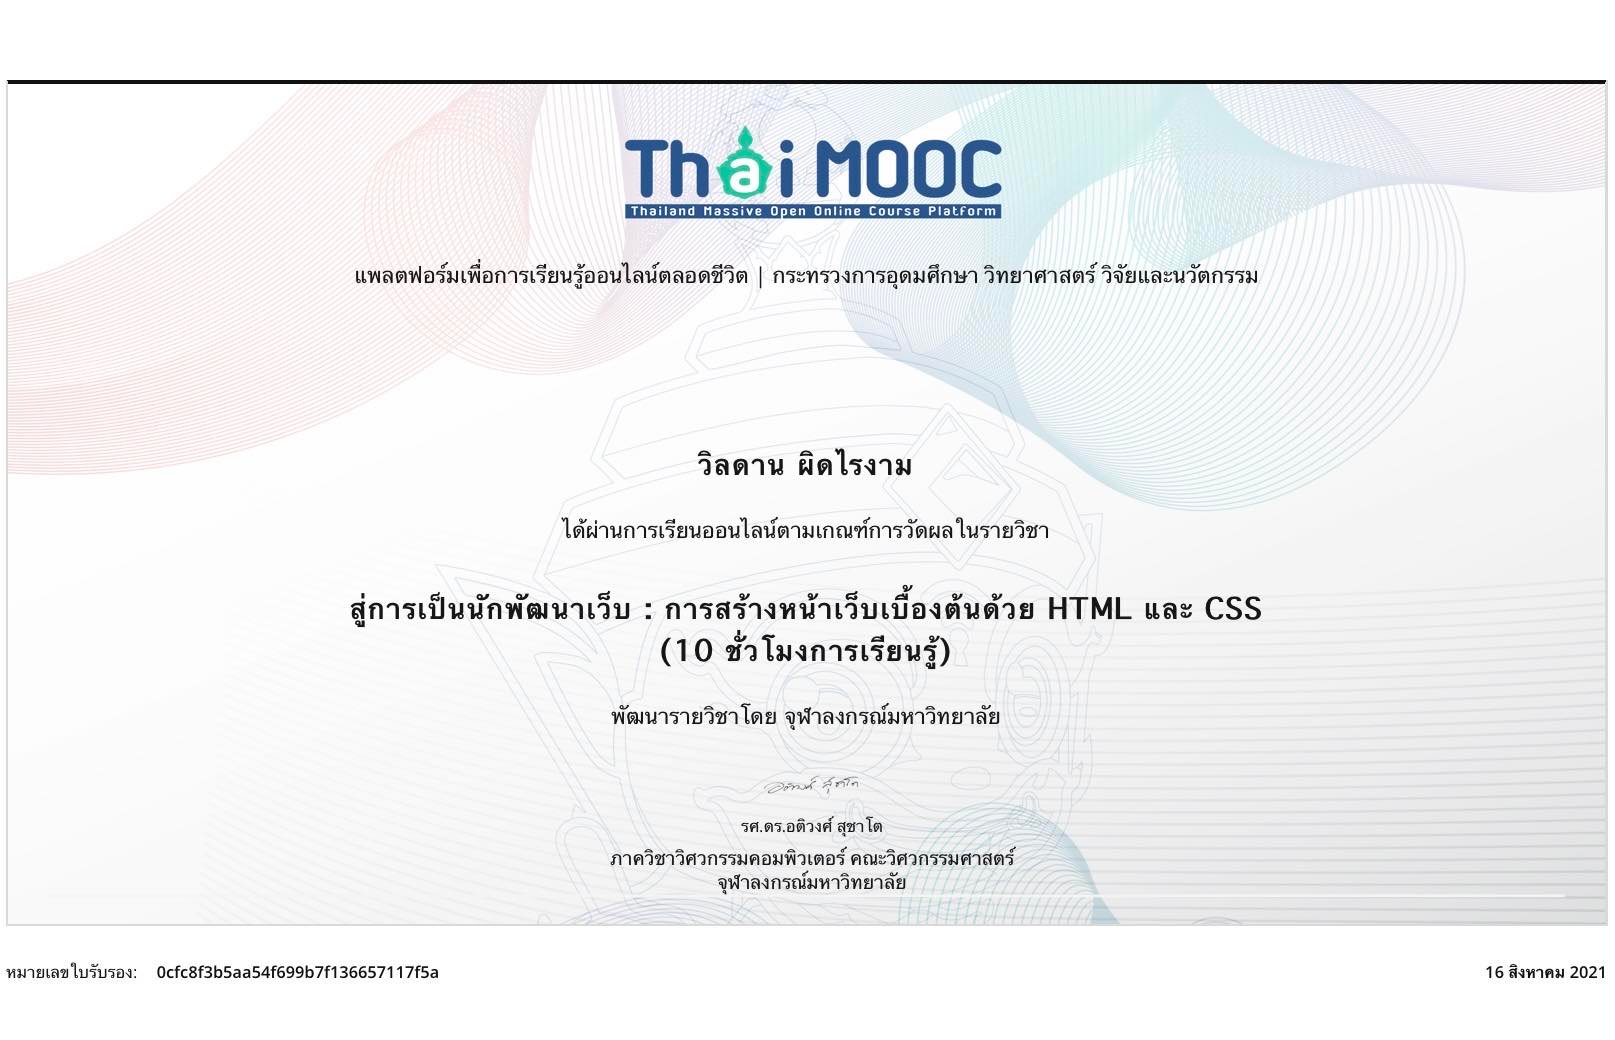 Thai MOOC
Thailand Massive Open Online Course Platform
แพลตฟอร์มเพื่อการเรียนรู้ออนไลน์ตลอดชีวิต | กระทรวงการอุดมศึกษา วิทยาศาสตร์ วิจัยและนวัตกรรม
วิลดาน ผิดไรงาม
ได้ผ่านการเรียนออนไลน์ตามเกณฑ์การวัดผลในรายวิชา
สู่การเป็นนักพัฒนาเว็บ : การสร้างหน้าเว็บเบื้องต้นด้วย HTML และ CSS
(10 ชั่วโมงการเรียนรู้)
พัฒนารายวิชาโดย จุฬาลงกรณ์มหาวิทยาลัย
อติวงศ์ สุชาโต
รศ.ดร.อติวงศ์ สุชาโต
ภาควิชาวิศวกรรมคอมพิวเตอร์ คณะวิศวกรรมศาสตร์
จุฬาลงกรณ์มหาวิทยาลัย
หมายเลขใบรับรอง: 0cfc8f3b5aa54f699b7f136657117f5a
16 สิงหาคม 2021